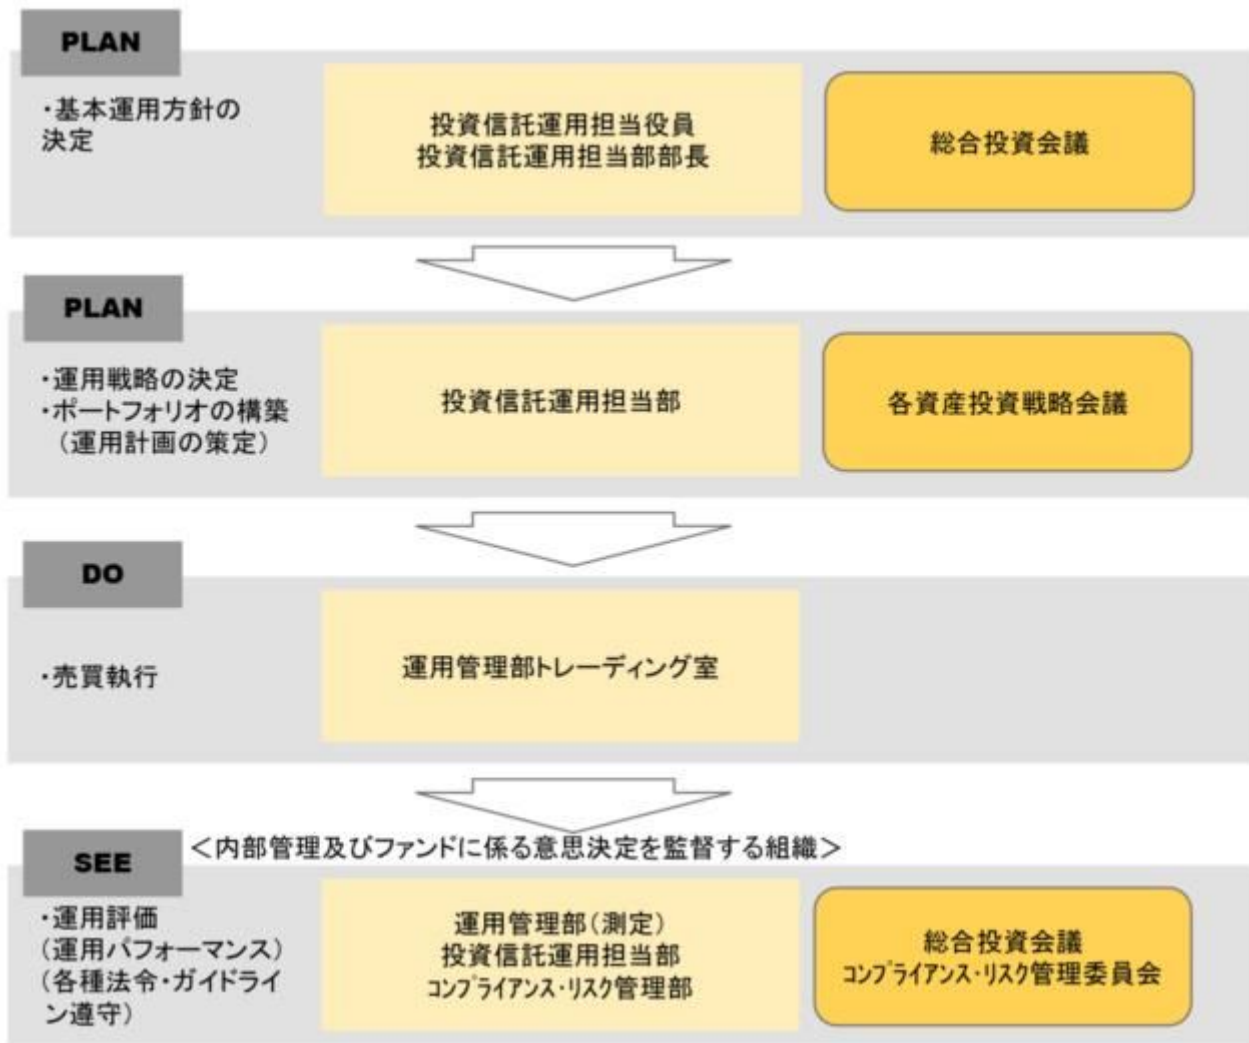 PLAN
・基本運用方針の
決定
投資信託運用担当役員
投資信託運用担当部部長
総合投資会議
PLAN
・運用戦略の決定
・ポートフォリオの構築
（運用計画の策定）
投資信託運用担当部
各資産投資戦略会議
DO
・売買執行
運用管理部トレーディング室
SEE
＜内部管理及びファンドに係る意思決定を監督する組織＞
・運用評価
(運用パフォーマンス)
(各種法令・ガイドライ
ン遵守)
運用管理部(測定)
投資信託運用担当部
ｺﾝﾌﾟﾗｲｱﾝｽ・ﾘｽｸ管理部
総合投資会議
ｺﾝﾌﾟﾗｲｱﾝｽ・ﾘｽｸ管理委員会